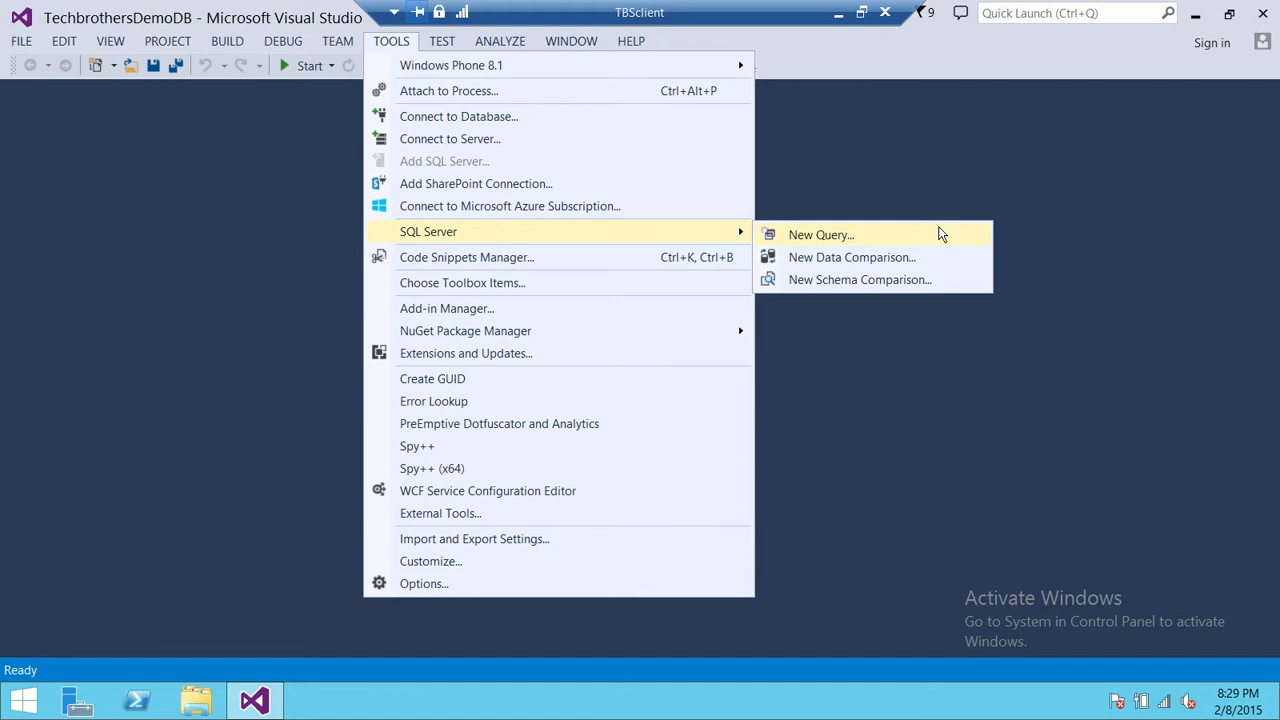 TechbrothersDemoDB - Microsoft Visual Studio
TBSclient
9
Quick Launch (Ctrl+Q)
FILE EDIT VIEW PROJECT BUILD DEBUG TEAM TOOLS TEST ANALYZE WINDOW HELP
Sign in
Start
Windows Phone 8.1
Attach to Process... Ctrl+Alt+P
Connect to Database...
Connect to Server...
Add SQL Server...
Add SharePoint Connection...
Connect to Microsoft Azure Subscription...
SQL Server
New Query...
Code Snippets Manager... Ctrl+K, Ctrl+B
New Data Comparison...
Choose Toolbox Items...
New Schema Comparison...
Add-in Manager...
NuGet Package Manager
Extensions and Updates...
Create GUID
Error Lookup
PreEmptive Dotfuscator and Analytics
Spy++
Spy++ (x64)
WCF Service Configuration Editor
External Tools...
Import and Export Settings...
Customize...
Options...
Activate Windows
Go to System in Control Panel to activate
Windows.
Ready
8:29 PM
2/8/2015